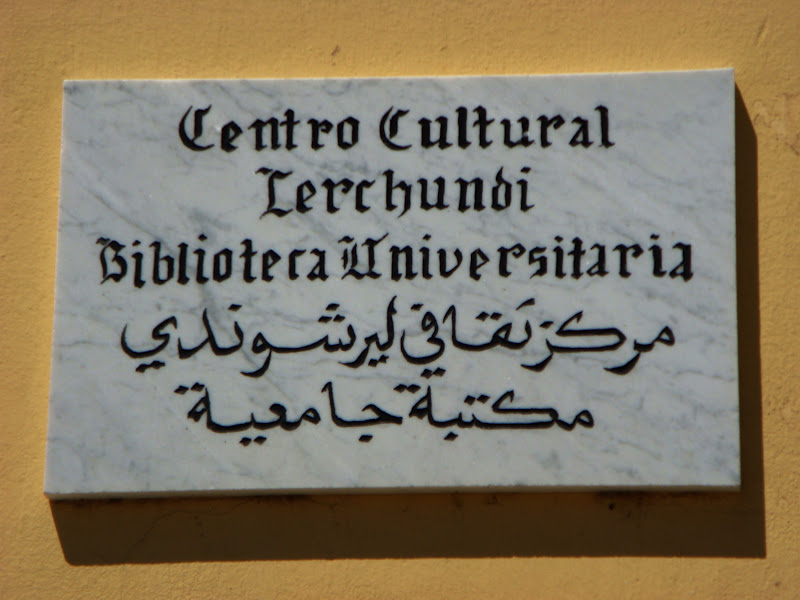 Centro Cultural
Lerchundi
Biblioteca Universitaria
مركز ثقافي ليرشوندي
مكتبة جامعية